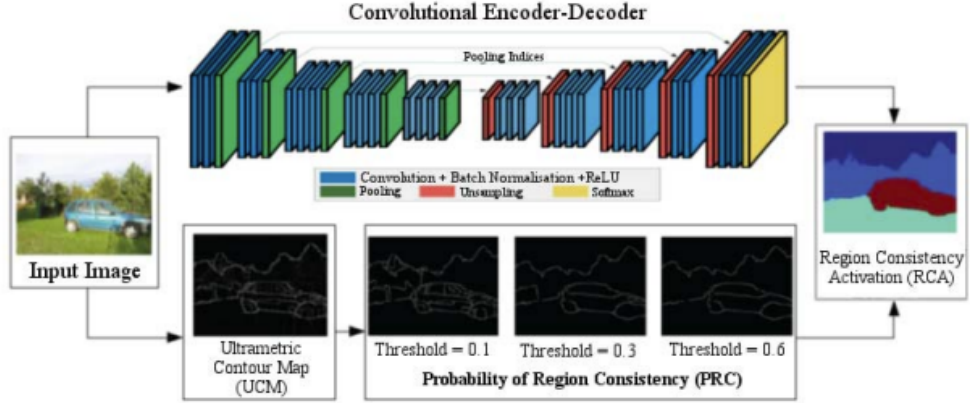 Convolutional Encoder-Decoder
Pooling Indices
Convolution + Batch Normalisation +ReLU
Pooling
Unsampling
Softmax
Input Image
Ultrametric
Contour Map
(UCM)
Threshold = 0.1
Threshold = 0.3
Threshold = 0.6
Probability of Region Consistency (PRC)
Region Consistency
Activation (RCA)